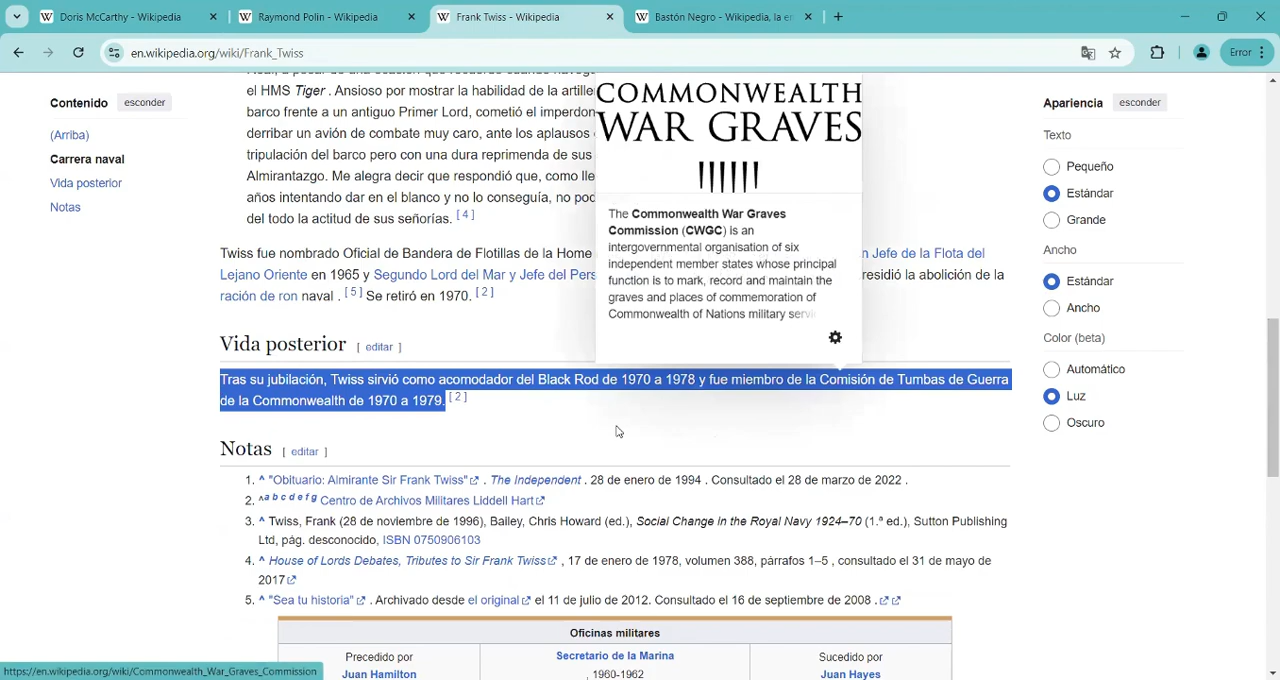 Doris McCarthy - Wikipedia
Raymond Polin - Wikipedia
Frank Twiss - Wikipedia
Bastón Negro - Wikipedia, la en
en.wikipedia.org/wiki/Frank_Twiss
Error
Contenido esconder
(Arriba)
Carrera naval
Vida posterior
Notas
el HMS Tiger . Ansioso por mostrar la habilidad de la artille
barco frente a un antiguo Primer Lord, cometió el imperdon
derribar un avión de combate muy caro, ante los aplausos
tripulación del barco pero con una dura reprimenda de sus
Almirantazgo. Me alegra decir que respondió que, como lle
años intentando dar en el blanco y no lo conseguía, no pod
del todo la actitud de sus señorías. [ 4 ]
Twiss fue nombrado Oficial de Bandera de Flotillas de la Home
n Jefe de la Flota del
Lejano Oriente en 1965 y Segundo Lord del Mar y Jefe del Pers
residió la abolición de la
ración de ron naval . [ 5 ] Se retiró en 1970. [ 2 ]
COMMONWEALTH
WAR GRAVES
The Commonwealth War Graves
Commission (CWGC) is an
intergovernmental organisation of six
independent member states whose principal
function is to mark, record and maintain the
graves and places of commemoration of
Commonwealth of Nations military servi
Vida posterior [ editar ]
Tras su jubilación, Twiss sirvió como acomodador del Black Rod de 1970 a 1978 y fue miembro de la Comisión de Tumbas de Guerra
de la Commonwealth de 1970 a 1979. [ 2 ]
Notas [ editar ]
1. ^ "Obituario: Almirante Sir Frank Twiss" . The Independent . 28 de enero de 1994 . Consultado el 28 de marzo de 2022 .
2. ^ a b c d e f g Centro de Archivos Militares Liddell Hart
3. ^ Twiss, Frank (28 de noviembre de 1996), Bailey, Chris Howard (ed.), Social Change in the Royal Navy 1924–70 (1.ª ed.), Sutton Publishing
Ltd, pág. desconocido, ISBN 0750906103
4. ^ House of Lords Debates, Tributes to Sir Frank Twiss , 17 de enero de 1978, volumen 388, párrafos 1–5 , consultado el 31 de mayo de
2017
5. ^ "Sea tu historia" . Archivado desde el original el 11 de julio de 2012. Consultado el 16 de septiembre de 2008 .
Oficinas militares
Precedido por
Juan Hamilton
Secretario de la Marina
, 1960-1962
Sucedido por
Juan Hayes
Apariencia esconder
Texto
Pequeño
Estándar
Grande
Ancho
Estándar
Ancho
Color (beta)
Automático
Luz
Oscuro
https://en.wikipedia.org/wiki/Commonwealth_War_Graves_Commission